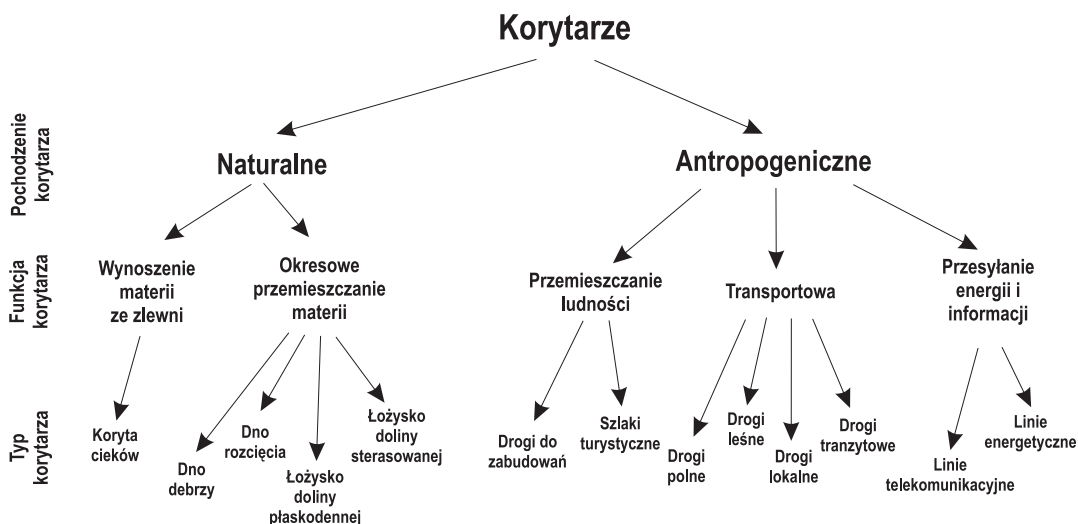 Korytarze
Pochodzenie
korytarza
Naturalne
Antropogeniczne
Funkcja
korytarza
Wynoszenie
materii
ze zlewni
Okresowe
przemieszczanie
materii
Przemieszczanie
ludności
Transportowa
Przesyłanie
energii i
informacji
Typ
korytarza
Koryta
cieków
Dno
debrzy
Dno
rozcięcia
Łożysko
doliny
płaskodennej
Łożysko
doliny
sterasowanej
Drogi do
zabudowań
Szlaki
turystyczne
Drogi
polne
Drogi
leśne
Drogi
lokalne
Drogi
tranzytowe
Linie
telekomunikacyjne
Linie
energetyczne